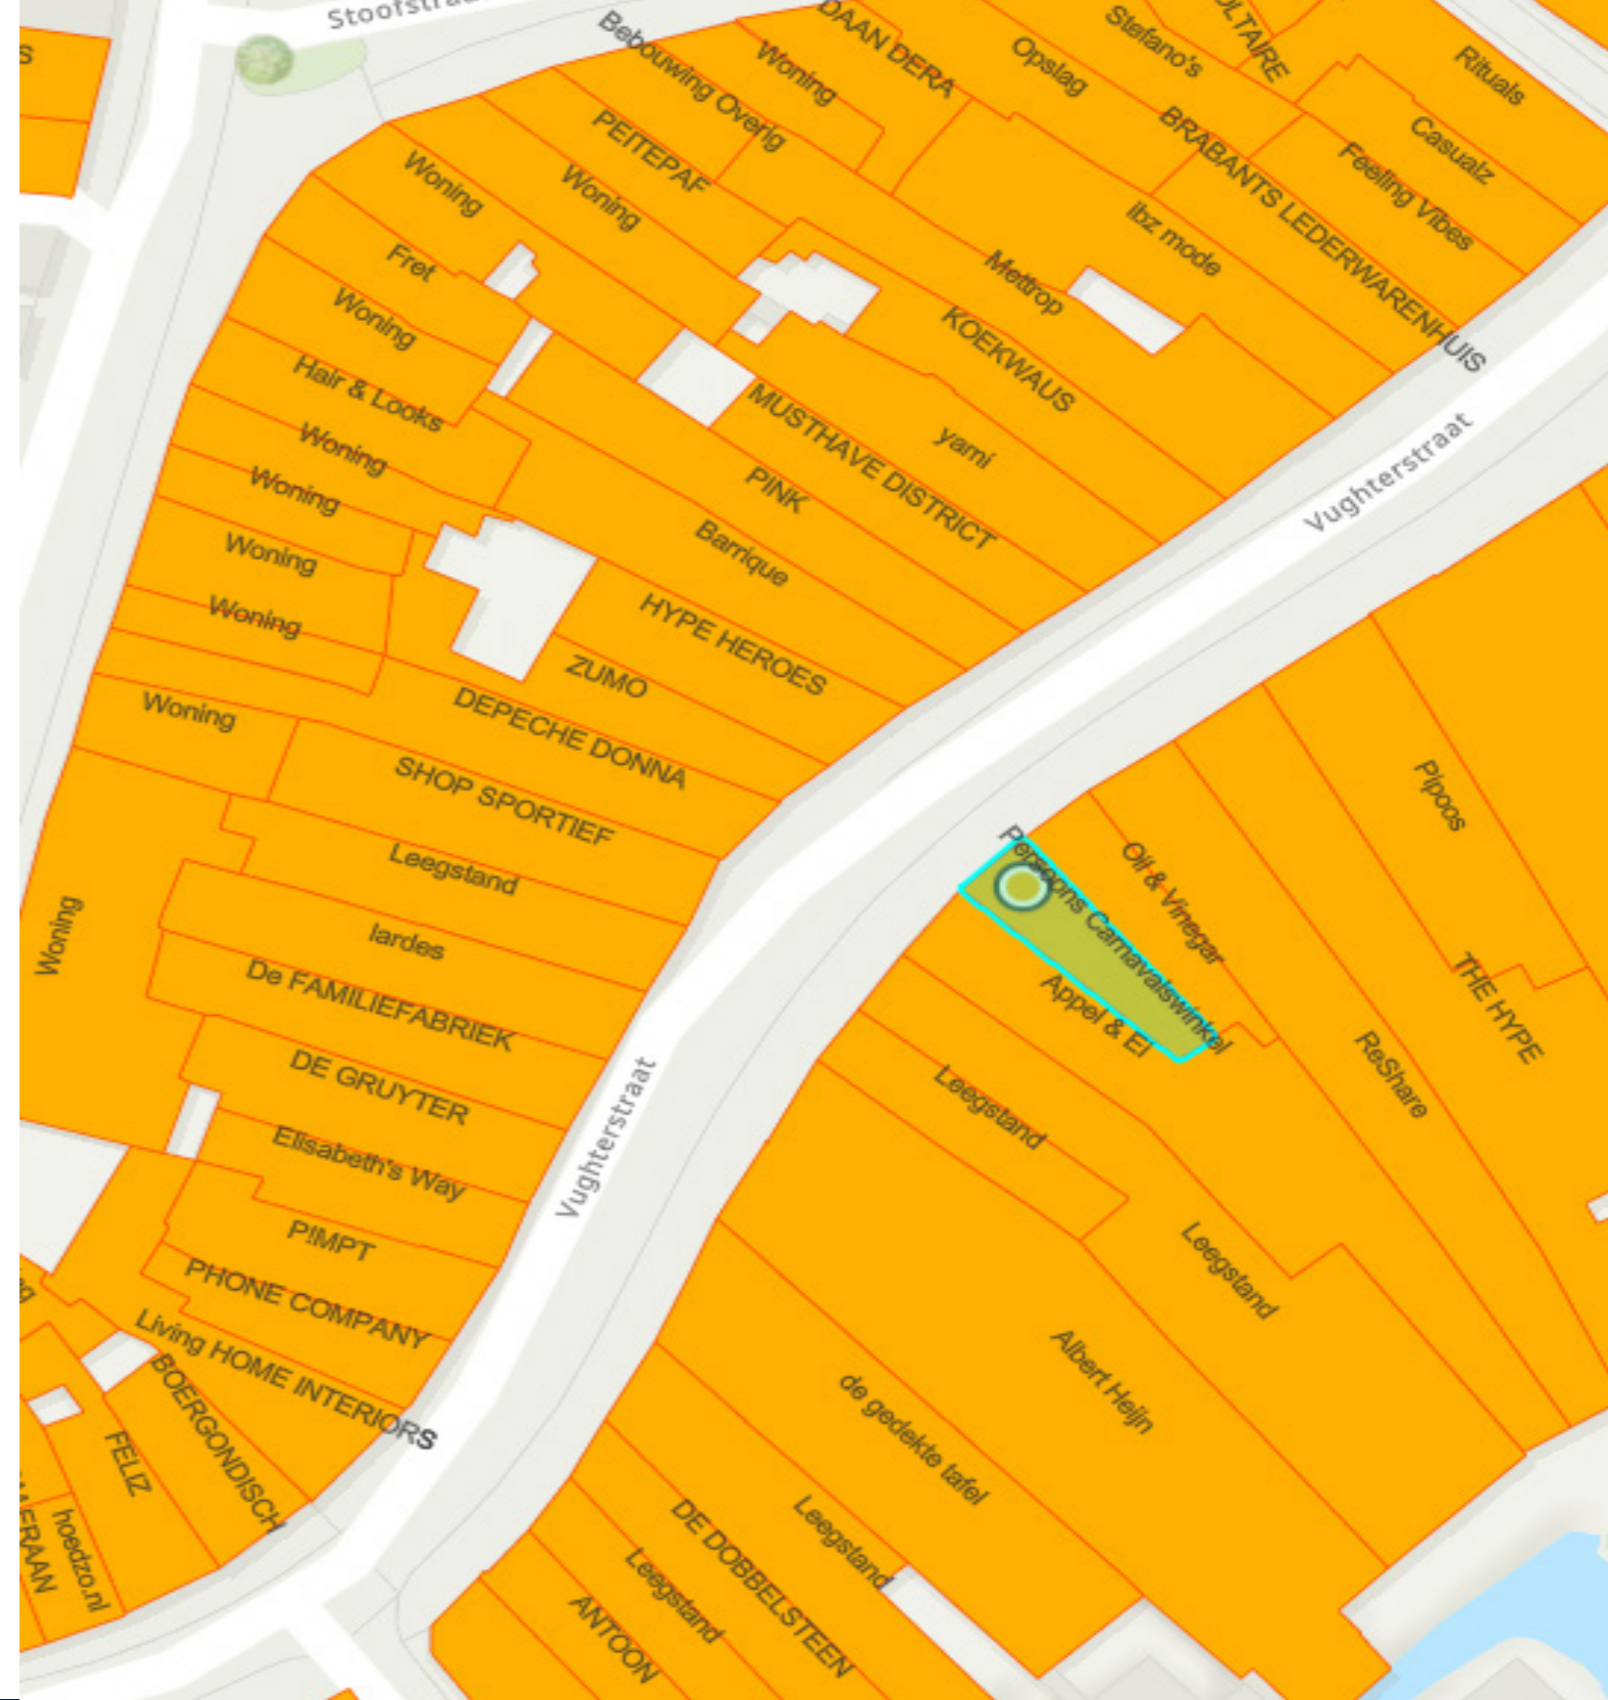 Stoofstraat
S
Bebouwing Overig
Woning
DAAN DERA
Opslag
Stefano's
OLTAIRE
Rituals
Casualz
Feeling Vibes
BRABANTS LEDERWARENHUIS
ibz mode
Mettrop
KOEKWAUS
PEITEPAF
Woning
Woning
Fret
Woning
Hair & Looks
Woning
Woning
Woning
Woning
Woning
Woning
yami
MUSTHAVE DISTRICT
PINK
Barrique
HYPE HEROES
ZUMO
DEPECHE DONNA
SHOP SPORTIEF
Leegstand
lardes
De FAMILIEFABRIEK
DE GRUYTER
Elisabeth's Way
P!MPT
PHONE COMPANY
Living HOME INTERIORS
BOERGONDISCH
FELIZ
hoedzo.nl
Vughterstraat
Vughterstraat
Pipoos
THE HYPE
ReShare
Oil & Vinegar
Persoons Carnavalswinkel
Appel & Ei
Leegstand
Leegstand
Albert Heijn
de gedekte tafel
Leegstand
DE DOBBELSTEEN
Leegstand
ANTOON